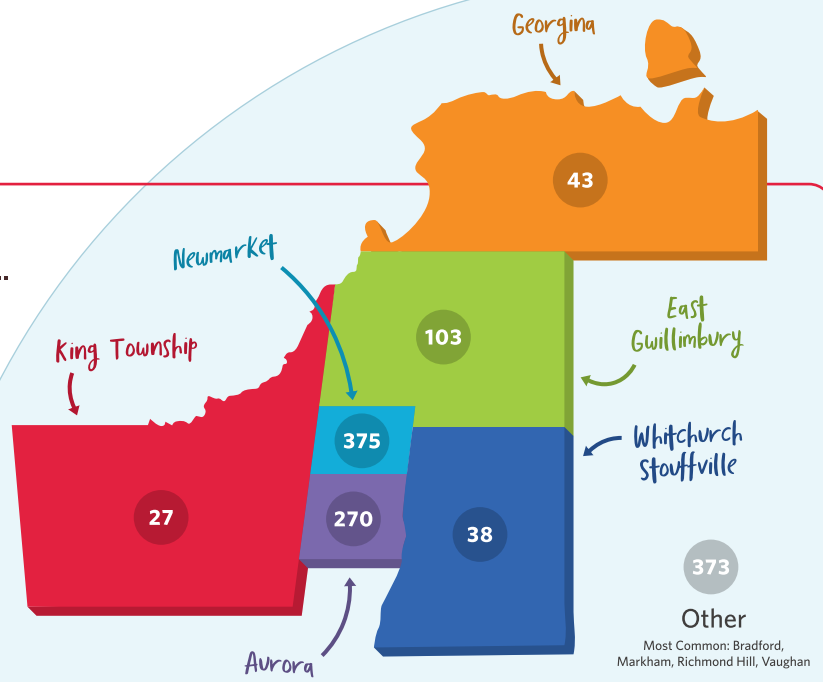 Georgina
43
Newmarket
..
East
Gwillimbury
103
King Township
375
Whitchurch
Stouffville
27
270
38
373
Other
Most Common: Bradford,
Markham, Richmond Hill, Vaughan
Aurora